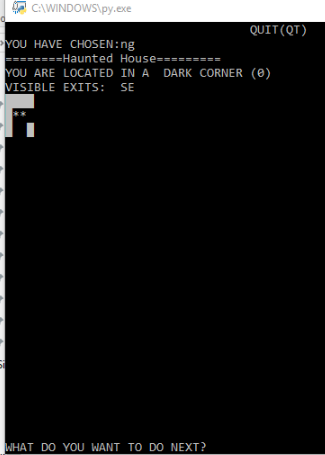 C:\WINDOWS\py.exe
QUIT(QT)
YOU HAVE CHOSEN:ng
========Haunted House=========
YOU ARE LOCATED IN A  DARK CORNER (0)
VISIBLE EXITS:  SE
**
WHAT DO YOU WANT TO DO NEXT?